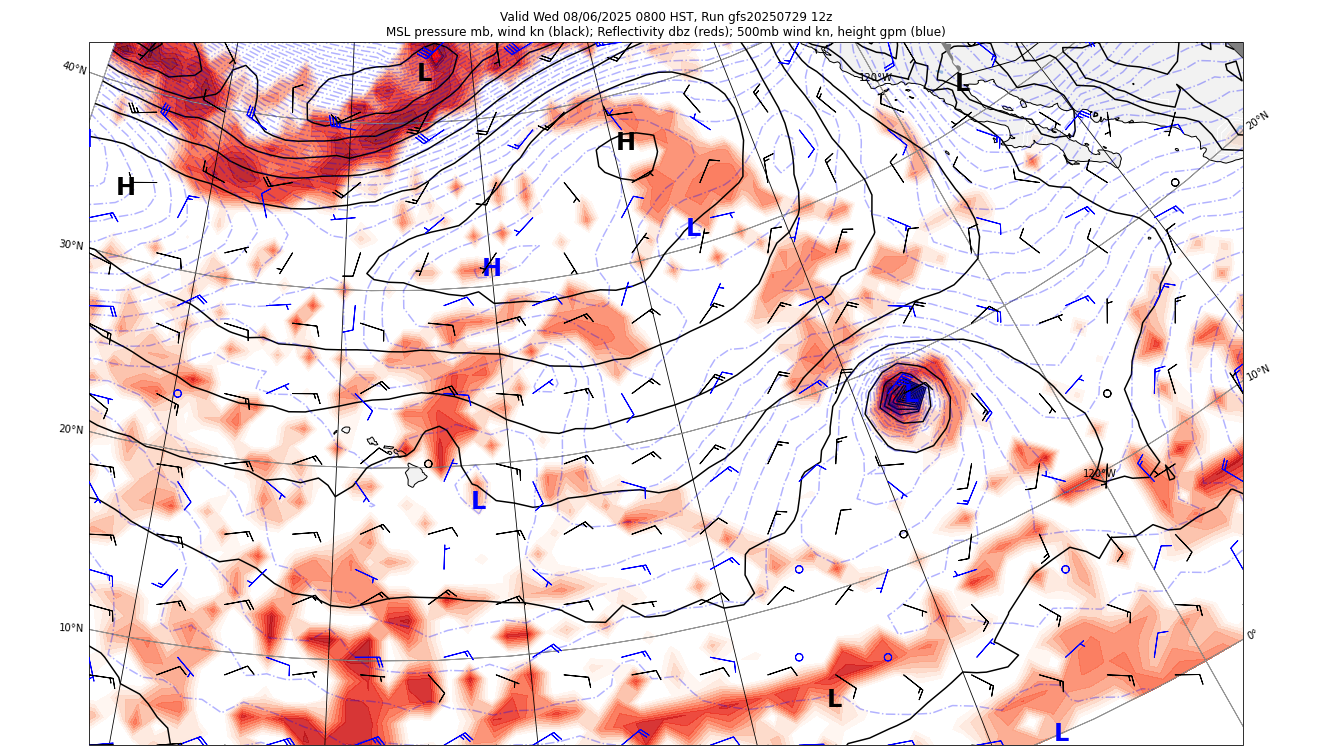 Valid Wed 08/06/2025 0800 HST, Run gfs20250729 12z
MSL pressure mb, wind kn (black); Reflectivity dbz (reds); 500mb wind kn, height gpm (blue)
40°N
L
120°W
L
20°N
H
H
L
30°N
H
10°N
20°N
120°W
L
10°N
0°
L
L